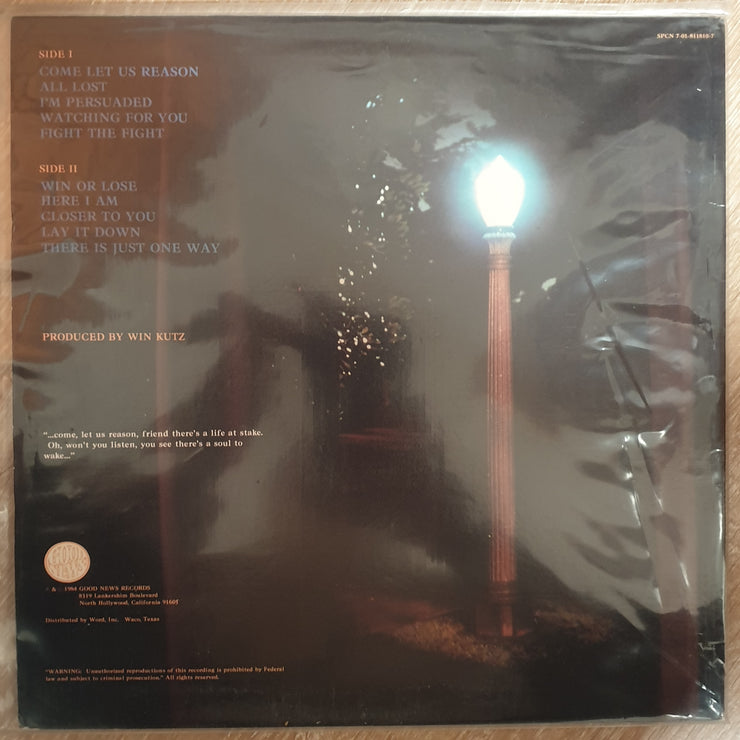 SPCN 7-01-811810-7
SIDE I
COME LET US REASON
ALL LOST
I'M PERSUADED
WATCHING FOR YOU
FIGHT THE FIGHT
SIDE II
WIN OR LOSE
HERE I AM
CLOSER TO YOU
LAY IT DOWN
THERE IS JUST ONE WAY
PRODUCED BY WIN KUTZ
"...come, let us reason, friend there's a life at stake.
Oh, won't you listen, you see there's a soul to
wake..."
GOOD
NEWS
& 1984 GOOD NEWS RECORDS
8319 Lankershim Boulevard
North Hollywood, California 91605
Distributed by Word, Inc. Waco, Texas
"WARNING: Unauthorized reproductions of this recording is prohibited by Federal
law and subject to criminal prosecution." All rights reserved.